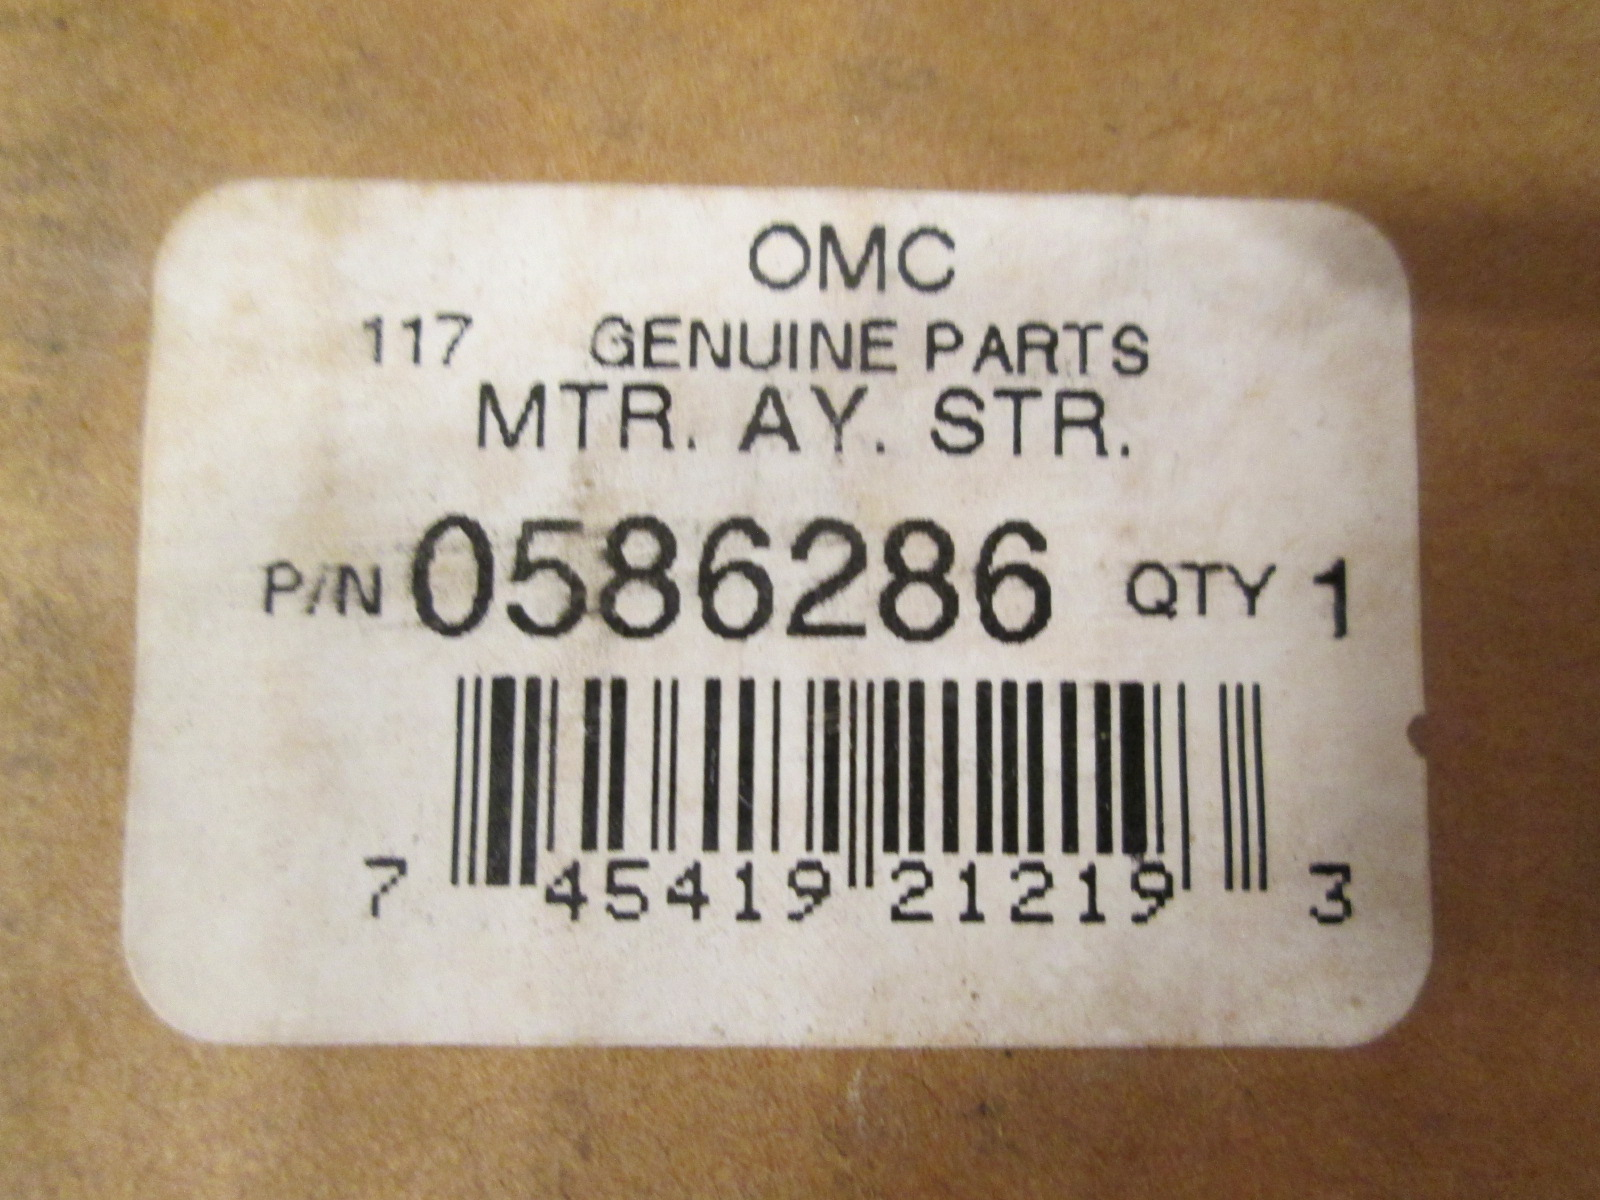 OMC
117 GENUINE PARTS
MTR. AY. STR.
P/N 0586286 QTY 1
7 45419 21219 3